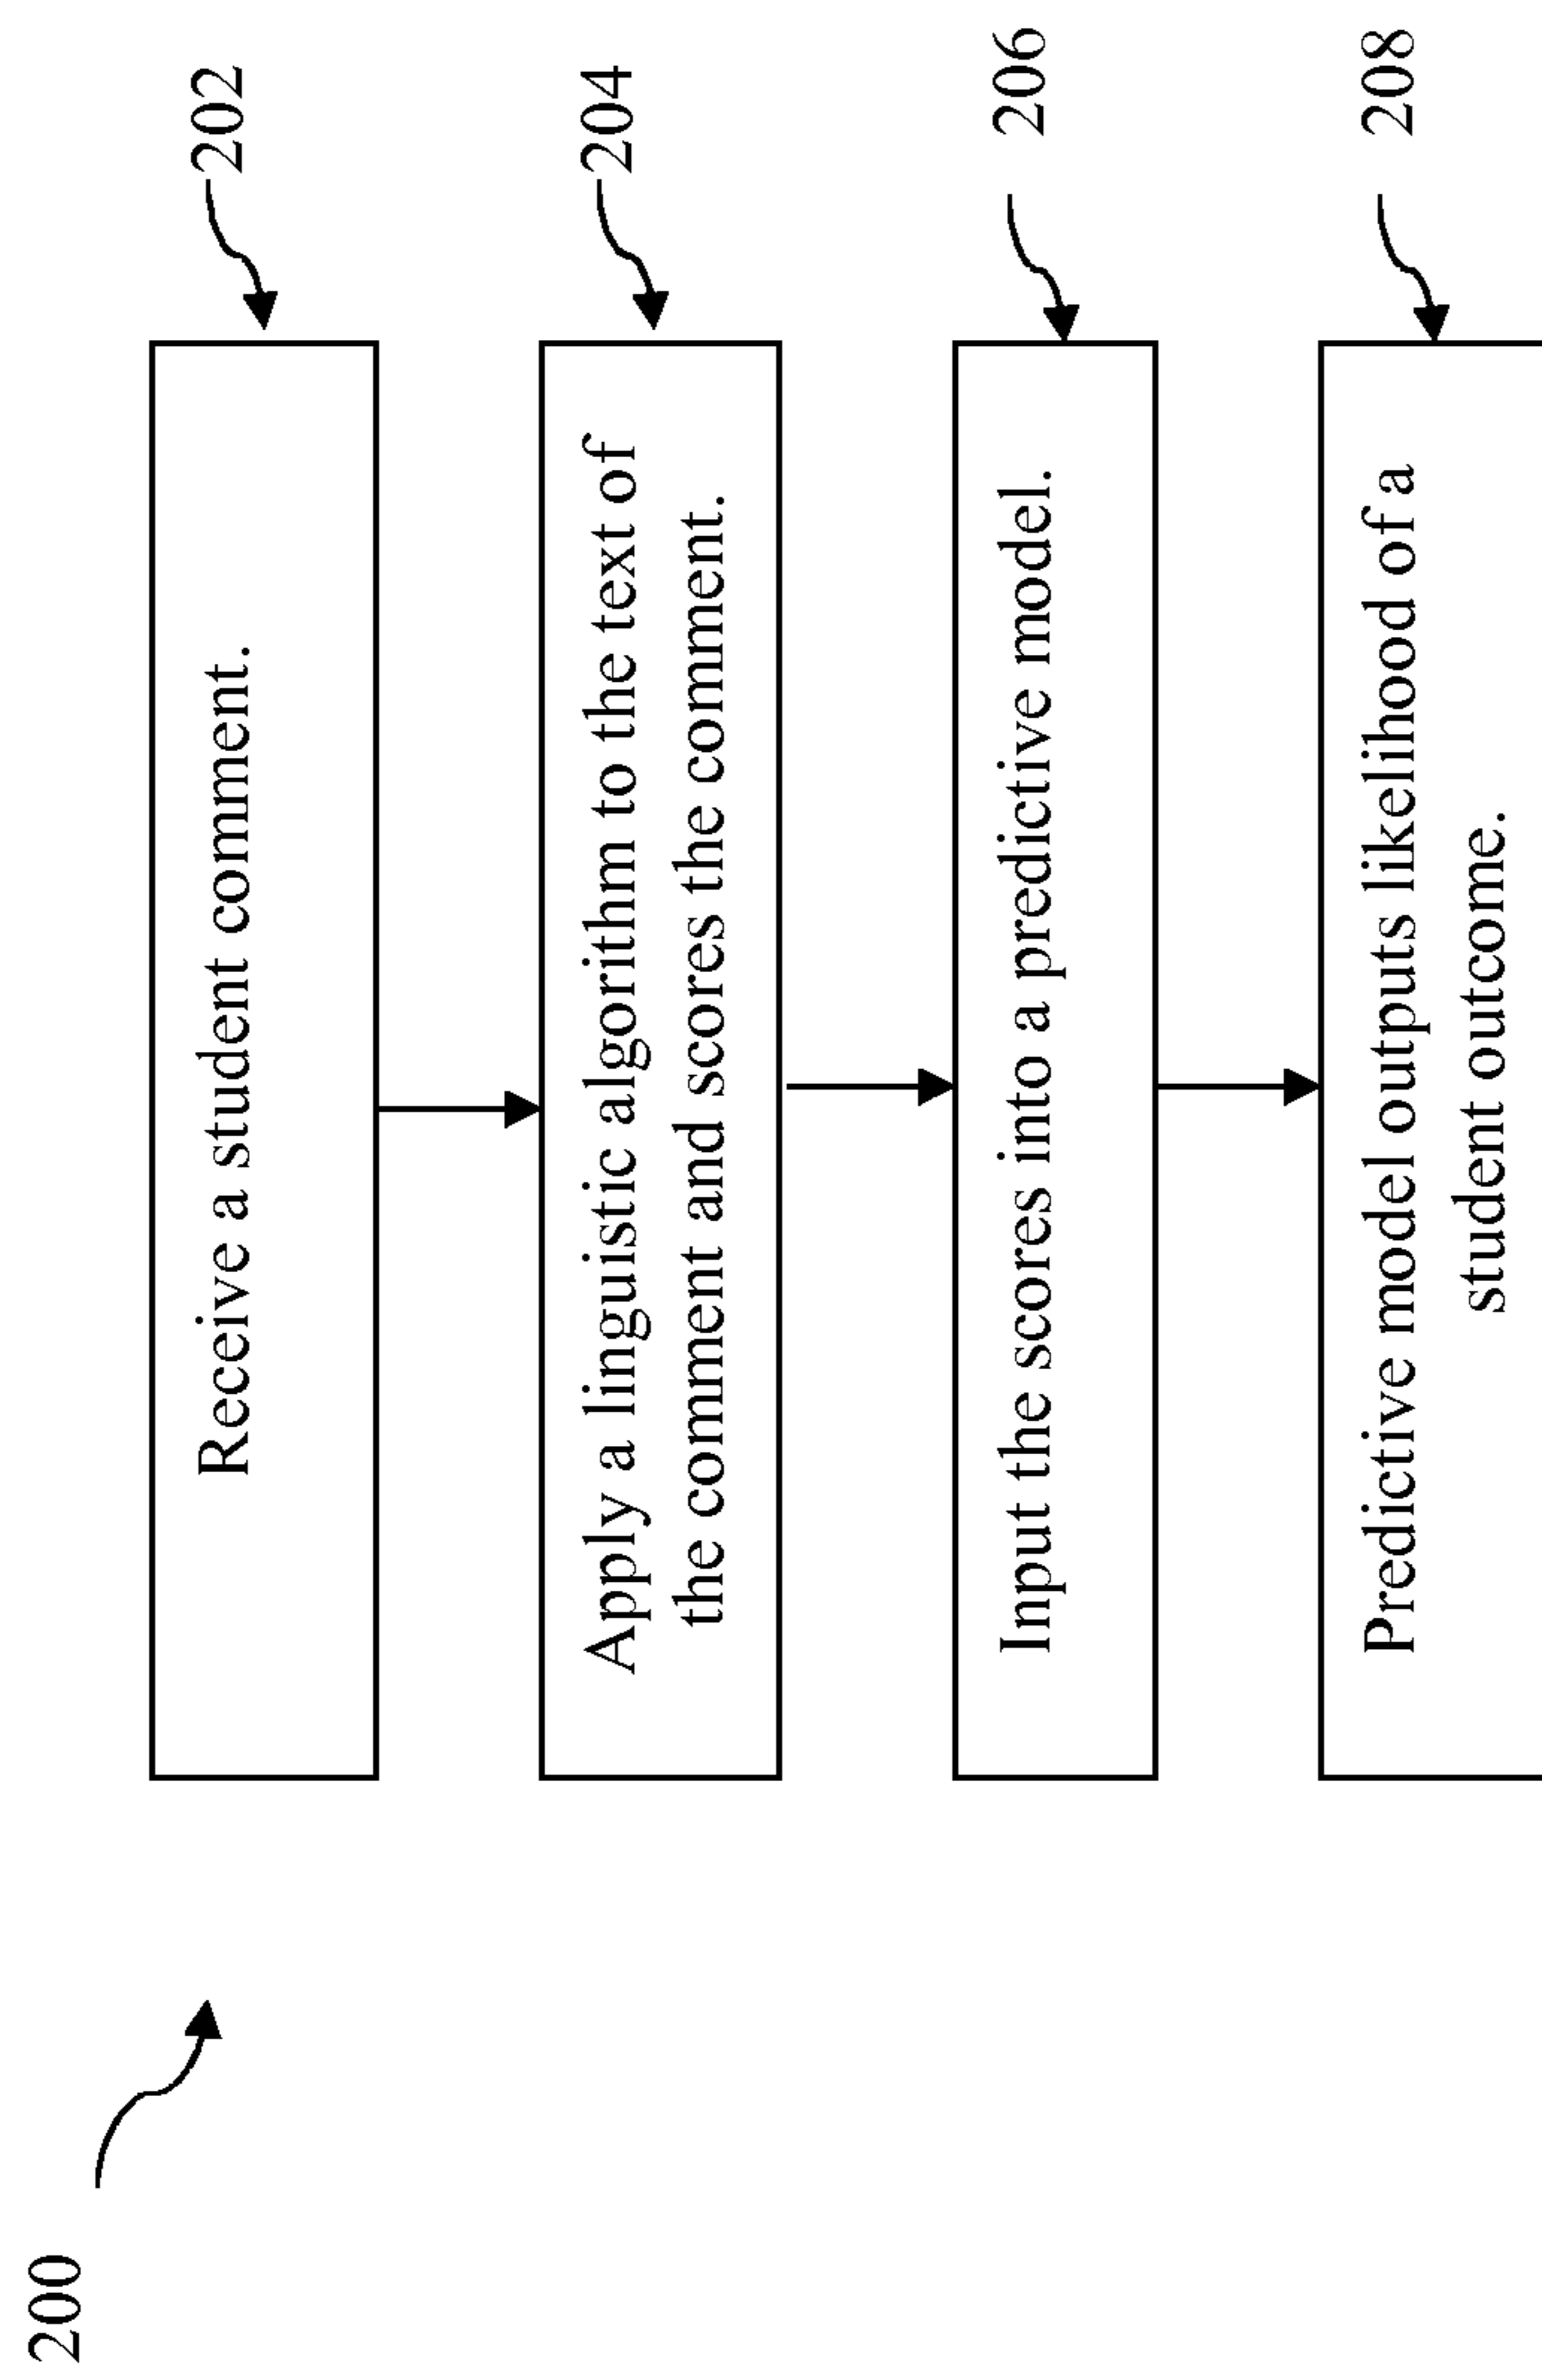 200
Receive a student comment.
202
Apply a linguistic algorithm to the text of
the comment and scores the comment.
204
Input the scores into a predictive model.
206
Predictive model outputs likelihood of a
student outcome.
208